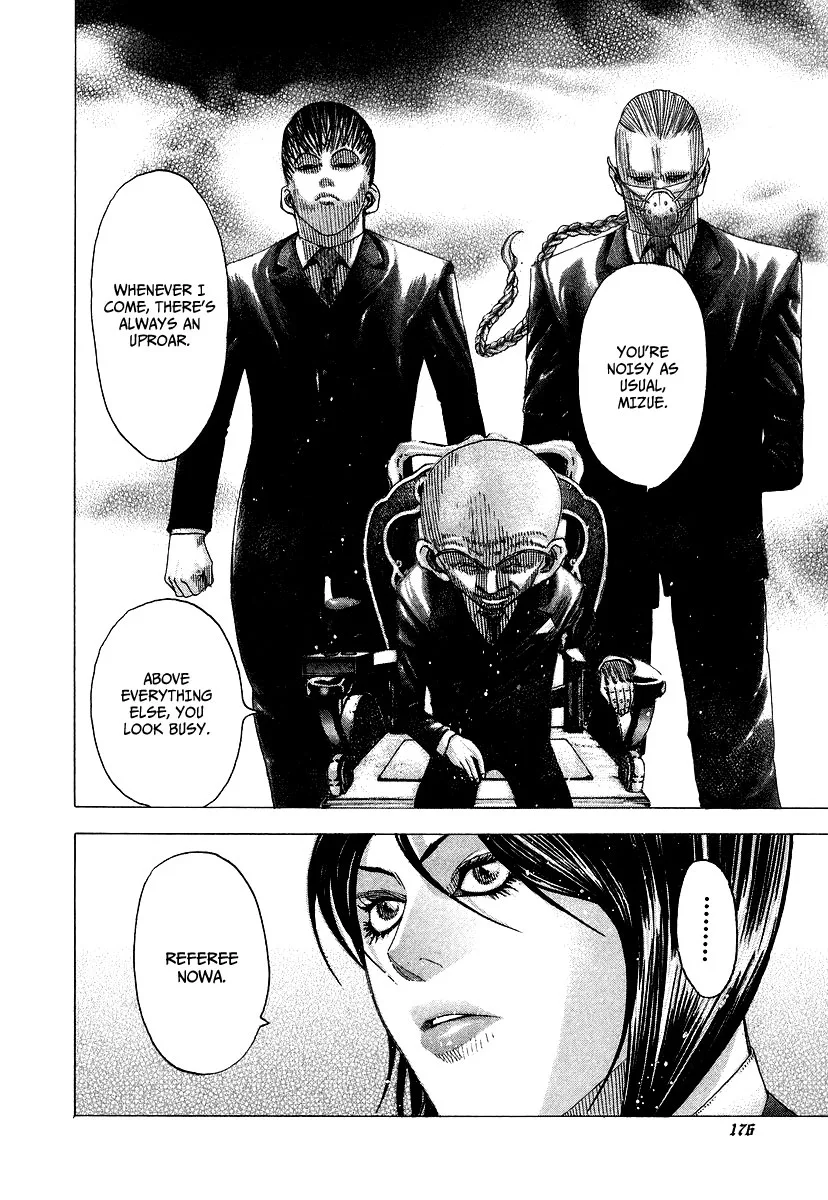 YOU'RE
NOISY AS
USUAL,
MIZUE.
WHENEVER I
COME, THERE'S
ALWAYS AN
UPROAR.
ABOVE
EVERYTHING
ELSE, YOU
LOOK BUSY.
.........
REFEREE
NOWA.
176